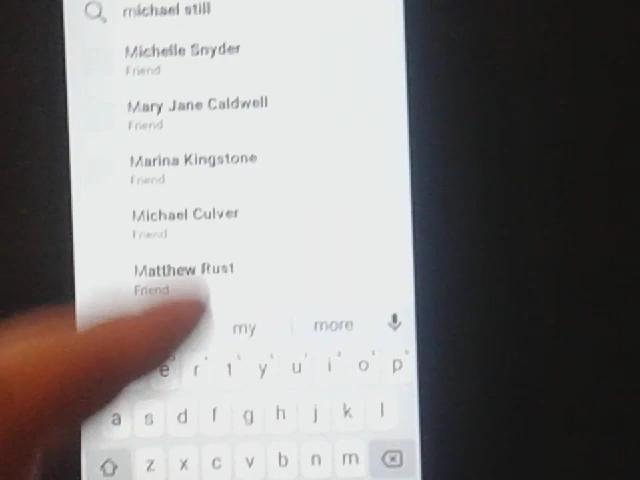 michael still
Michelle Snyder
Friend
Mary Jane Caldwell
Friend
Marina Kingstone
Friend
Michael Culver
Friend
Matthew Rust
Friend
my more
e r t y u i o p
a s d f g h j k l
z x c v b n m